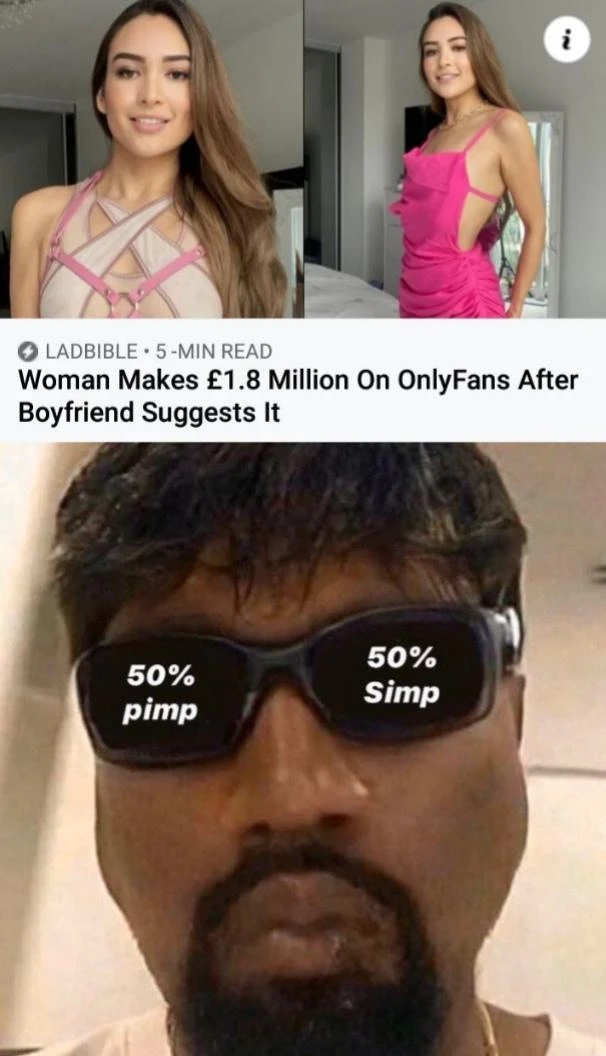 i
LADBIBLE • 5-MIN READ
Woman Makes £1.8 Million On OnlyFans After
Boyfriend Suggests It
50%
pimp
50%
Simp